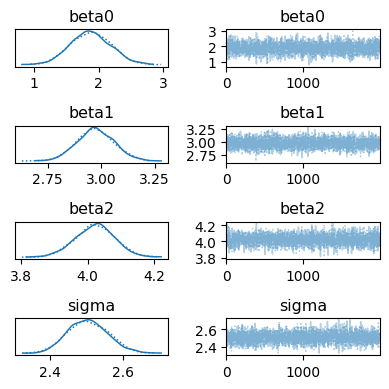 beta0 beta0
3
2
1
1 2 3 0 1000
beta1 beta1
3.25
3.00
2.75
2.75 3.00 3.25 0 1000
beta2 beta2
4.2
4.0
3.8
3.8 4.0 4.2 0 1000
sigma sigma
2.6
2.4
2.4 2.6 0 1000